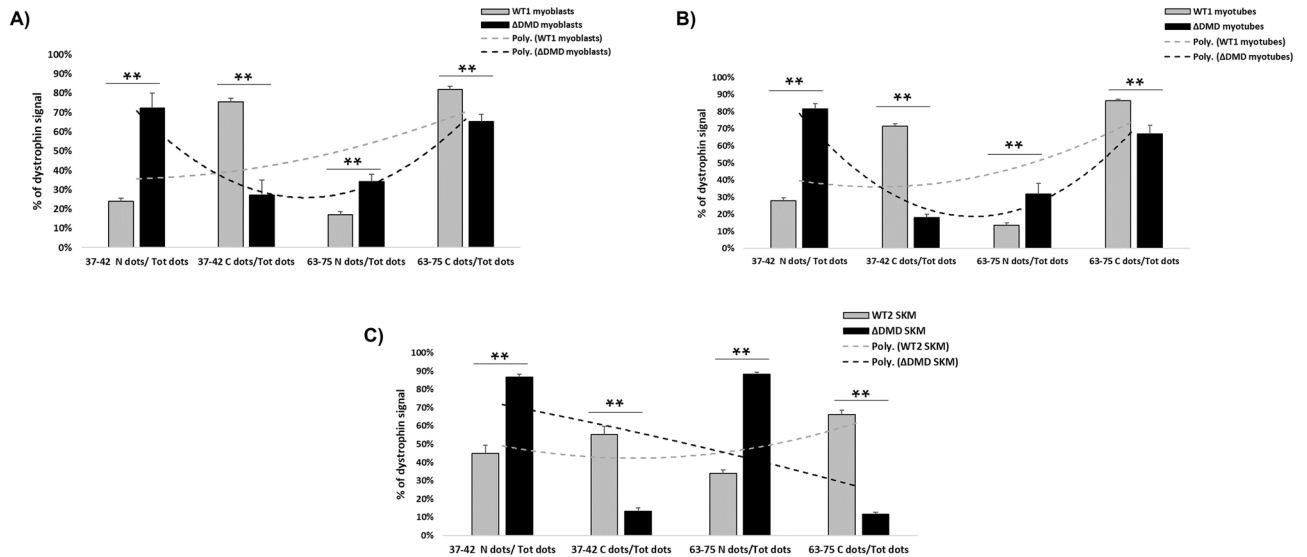 A)
WT1 myoblasts
ΔDMD myoblasts
Poly. (WT1 myoblasts)
Poly. (ΔDMD myoblasts)
% of dystrophin signal
100%
90%
80%
70%
60%
50%
40%
30%
20%
10%
0%
**
**
**
**
37-42 N dots/ Tot dots
37-42 C dots/Tot dots
63-75 N dots/Tot dots
63-75 C dots/Tot dots
B)
WT1 myotubes
ΔDMD myotubes
Poly. (WT1 myotubes)
Poly. (ΔDMD myotubes)
% of dystrophin signal
100%
90%
80%
70%
60%
50%
40%
30%
20%
10%
0%
**
**
**
**
37-42 N dots/ Tot dots
37-42 C dots/Tot dots
63-75 N dots/Tot dots
63-75 C dots/Tot dots
C)
WT2 SKM
ΔDMD SKM
Poly. (WT2 SKM)
Poly. (ΔDMD SKM)
% of dystrophin signal
100%
90%
80%
70%
60%
50%
40%
30%
20%
10%
0%
**
**
**
**
37-42 N dots/ Tot dots
37-42 C dots/Tot dots
63-75 N dots/Tot dots
63-75 C dots/Tot dots